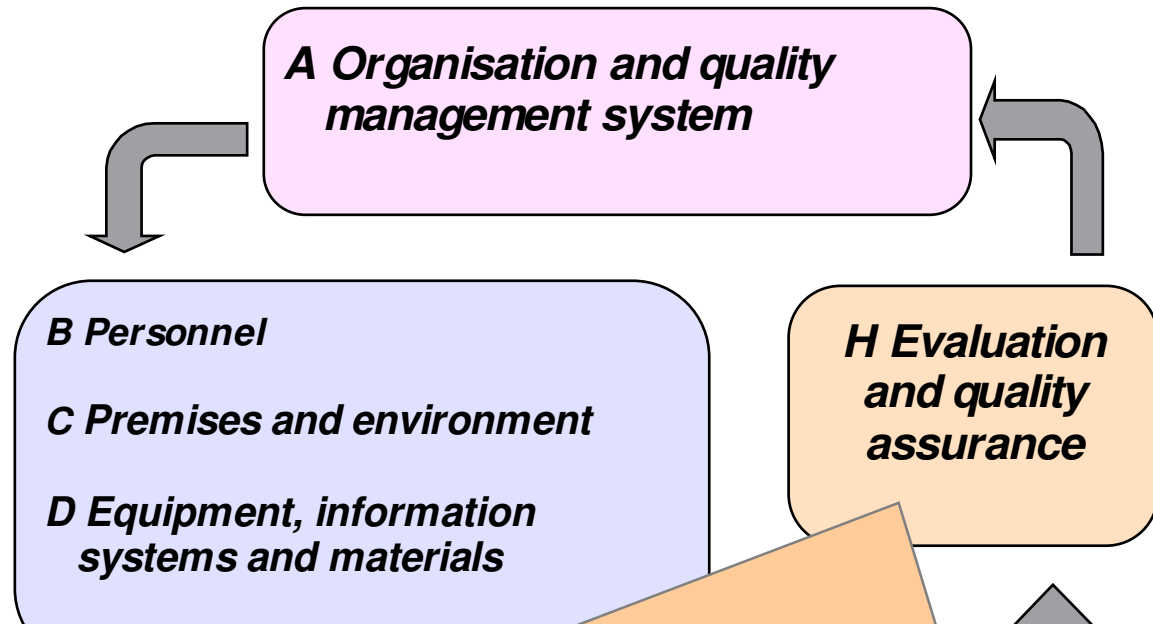 A Organisation and quality
management system
B Personnel
C Premises and environment
D Equipment, information
systems and materials
H Evaluation
and quality
assurance